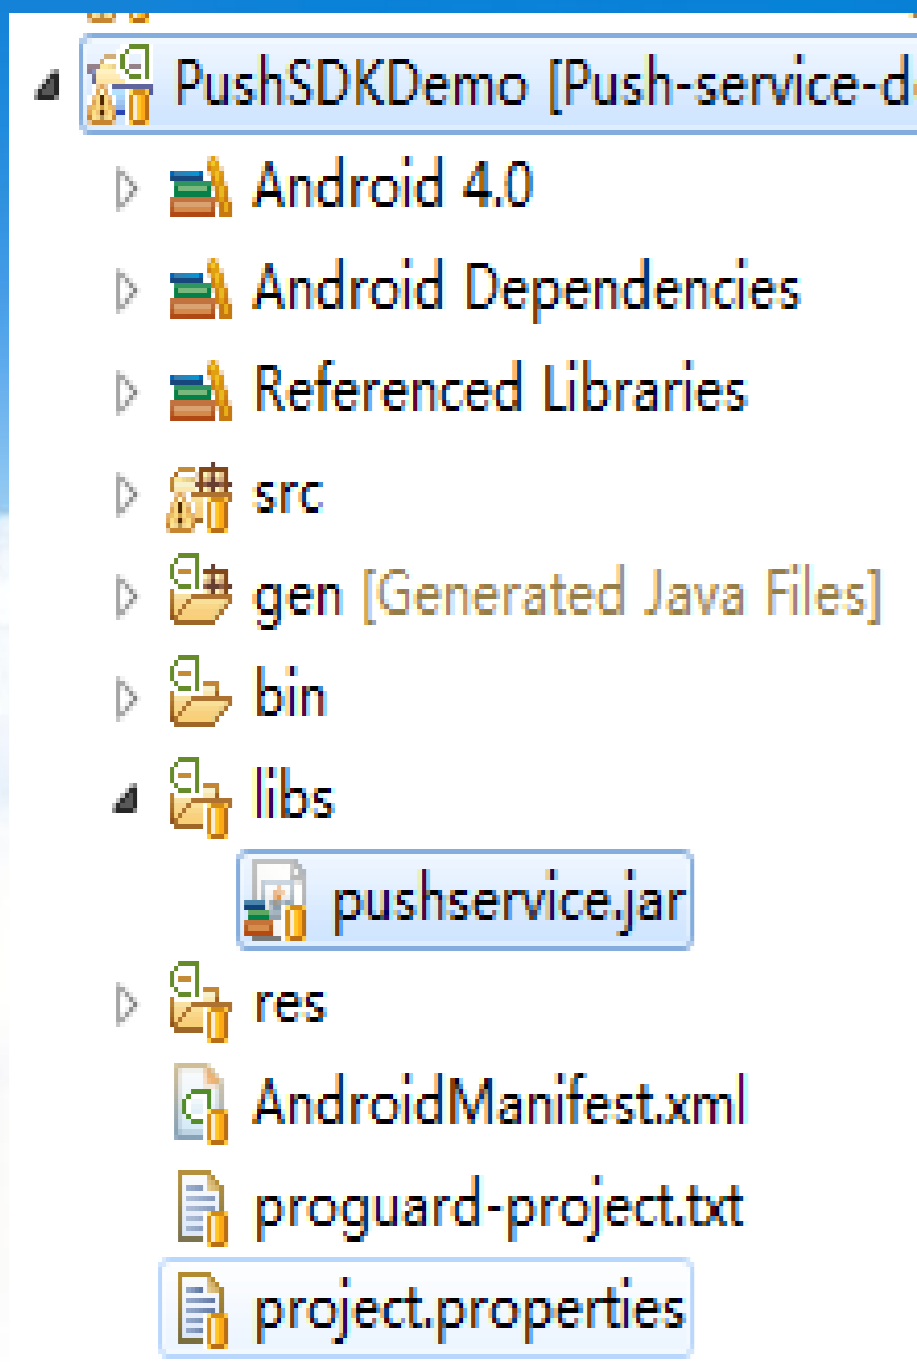 PushSDKDemo [Push-service-d
Android 4.0
Android Dependencies
Referenced Libraries
src
gen [Generated Java Files]
bin
libs
pushservice.jar
res
AndroidManifest.xml
proguard-project.txt
project.properties